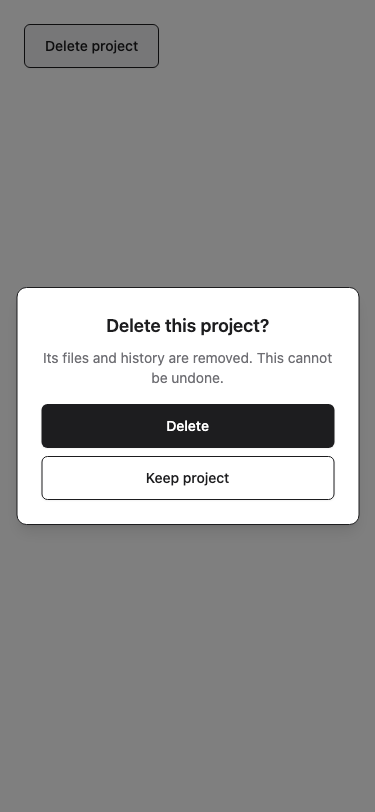 Delete project
Delete this project?
Its files and history are removed. This cannot
be undone.
Delete
Keep project